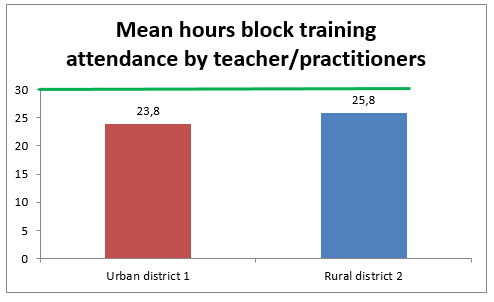 Mean hours block training
attendance by teacher/practitioners
30
25
20
15
10
5
0
23,8
25,8
Urban district 1
Rural district 2